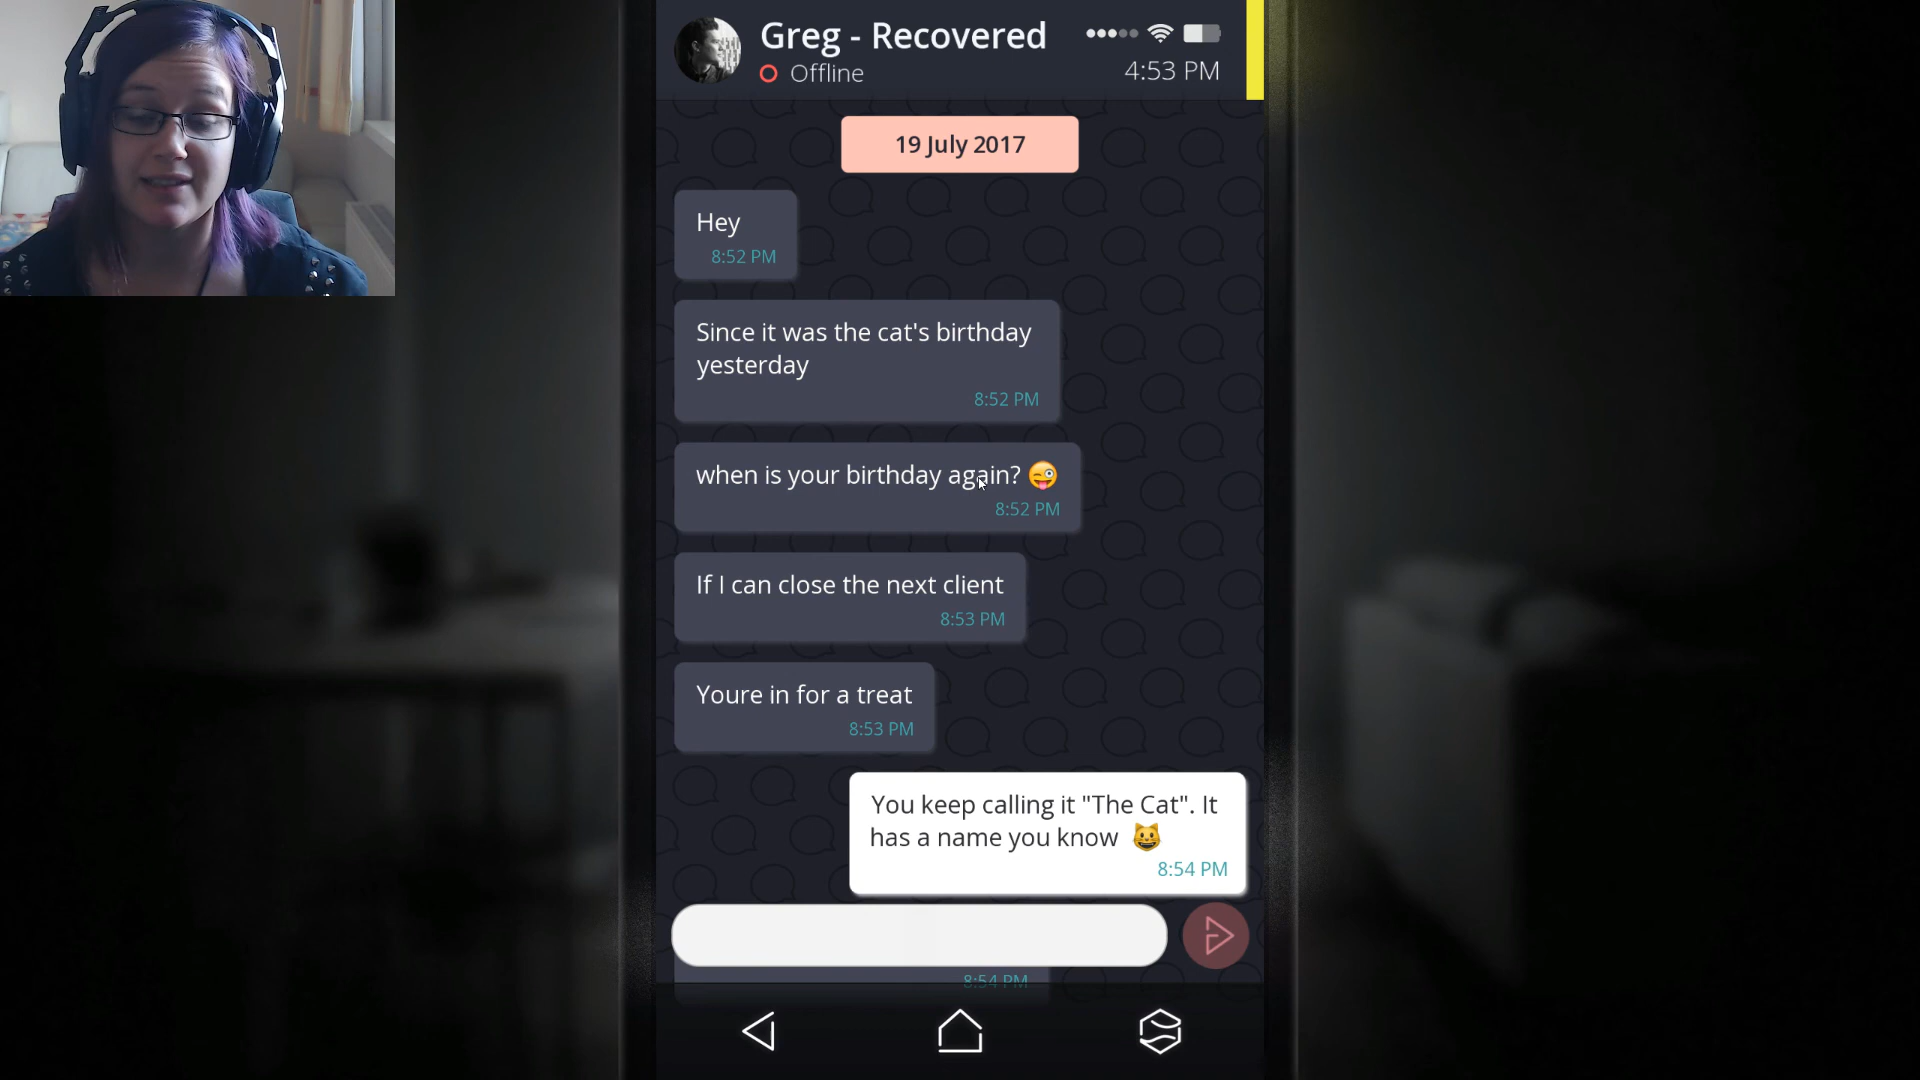 Greg - Recovered
Offline
4:53 PM
19 July 2017
Hey
8:52 PM
Since it was the cat's birthday
yesterday
8:52 PM
when is your birthday again? 😜
8:52 PM
If I can close the next client
8:53 PM
Youre in for a treat
8:53 PM
You keep calling it "The Cat". It
has a name you know 😺
8:54 PM
8:54 PM